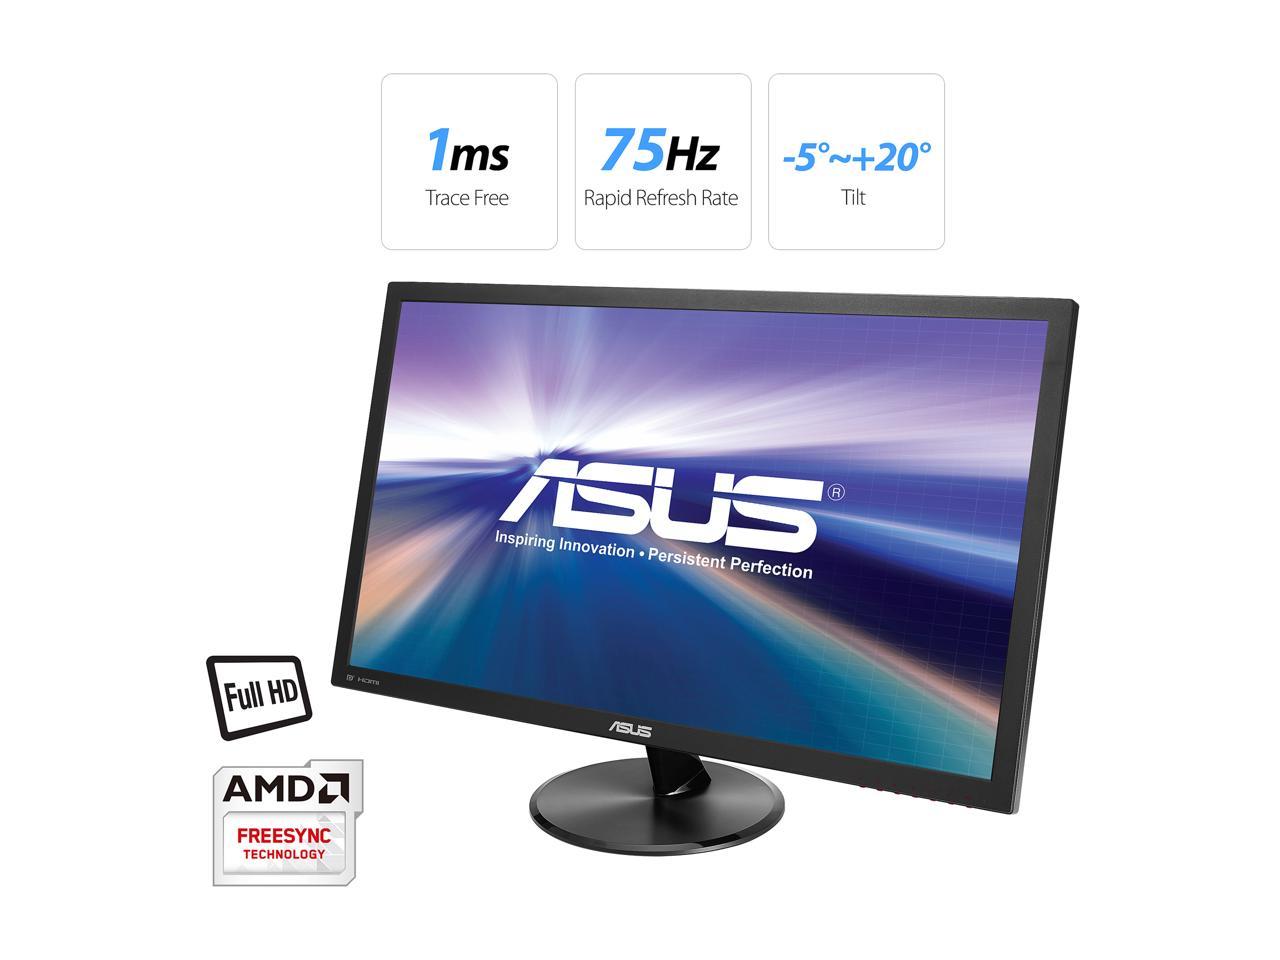 1ms
Trace Free
75Hz
Rapid Refresh Rate
-5°~+20°
Tilt
ASUS®
Inspiring Innovation • Persistent Perfection
HDMI
ASUS
Full HD
AMD
FREESYNC
TECHNOLOGY